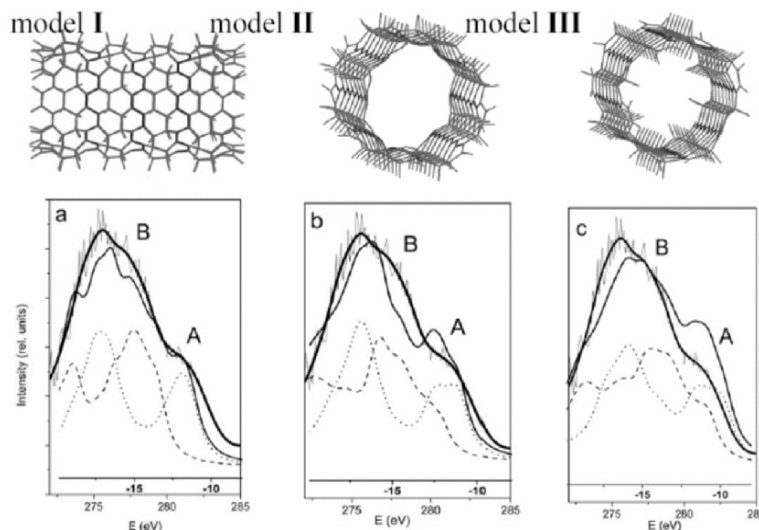 model I model II model III
a B A
b B A
c B A
Intensity (rel. units)
-15 -10 -15 -10 -15 -10
275 280 285 275 280 285 275 280 28
E (eV) E (eV) E (eV)